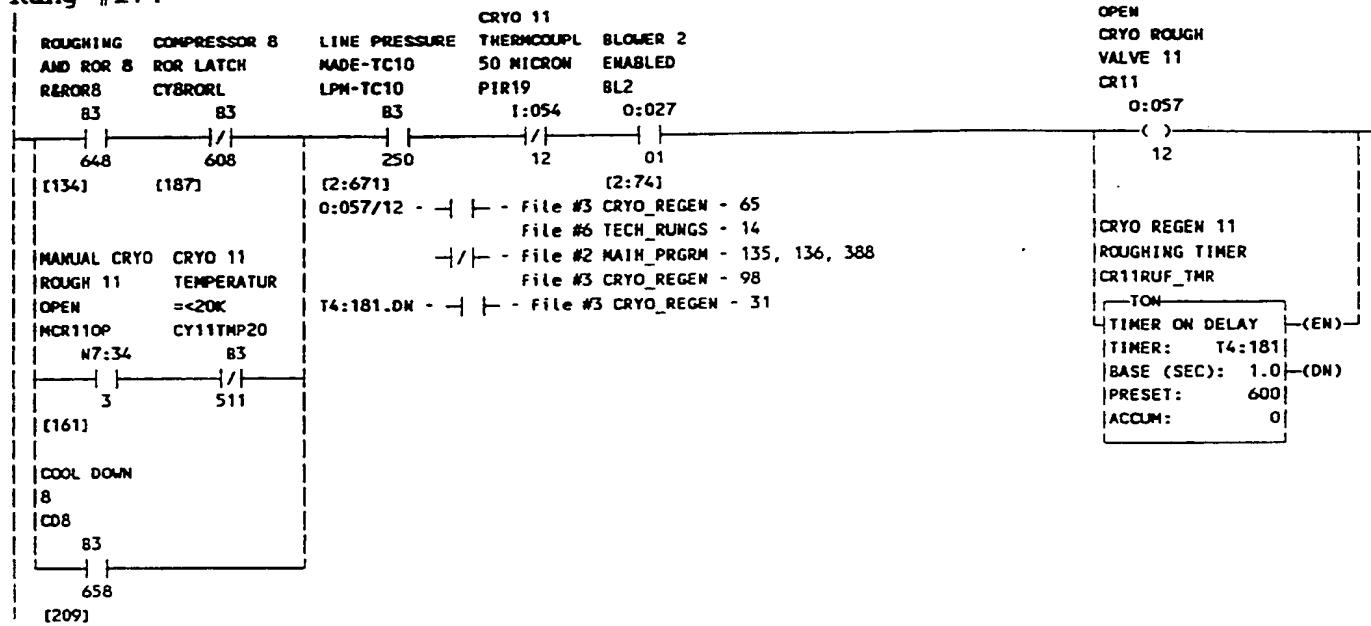 CRYO 11 OPEN
ROUGHING COMPRESSOR 8 LINE PRESSURE THERMCOUPL BLOWER 2 CRYO ROUGH
AND ROR 8 ROR LATCH MADE-TC10 50 MICRON ENABLED VALVE 11
R&ROR8 CY8RORL LPM-TC10 PIR19 BL2 CR11
B3 B3 B3 I:054 O:027 O:057
648 608 250 12 01 12
[134] [187] [2:671] [2:74]
O:057/12 - -] [- - File #3 CRYO_REGEN - 65
File #6 TECH_RUNGS - 14
-]/[- - File #2 MAIN_PRGRM - 135, 136, 388
File #3 CRYO_REGEN - 98
T4:181.DN - -] [- - File #3 CRYO_REGEN - 31
MANUAL CRYO CRYO 11
ROUGH 11 TEMPERATUR
OPEN =<20K
MCR11OP CY11TMP20
N7:34 B3
3 511
[161]
COOL DOWN
8
CD8
B3
658
[209]
CRYO REGEN 11
ROUGHING TIMER
CR11RUF_TMR
TON
TIMER ON DELAY (EN)
TIMER: T4:181
BASE (SEC): 1.0 (DN)
PRESET: 600
ACCUM: 0